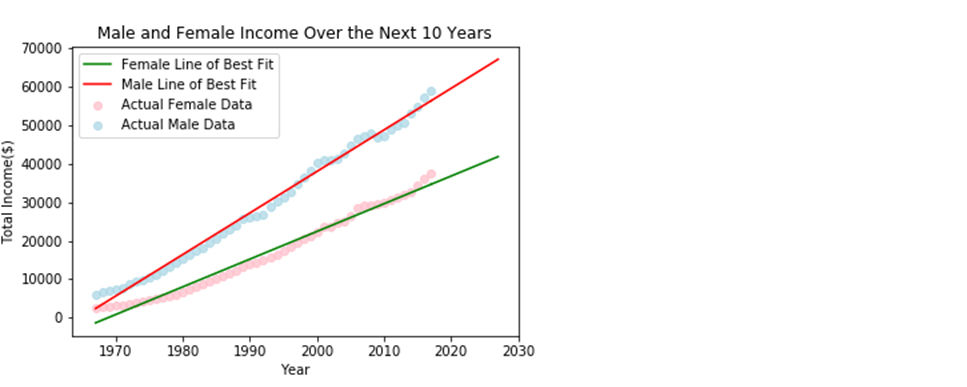 Male and Female Income Over the Next 10 Years
70000
60000
50000
40000
30000
20000
10000
0
Total Income($)
Female Line of Best Fit
Male Line of Best Fit
Actual Female Data
Actual Male Data
1970 1980 1990 2000 2010 2020 2030
Year